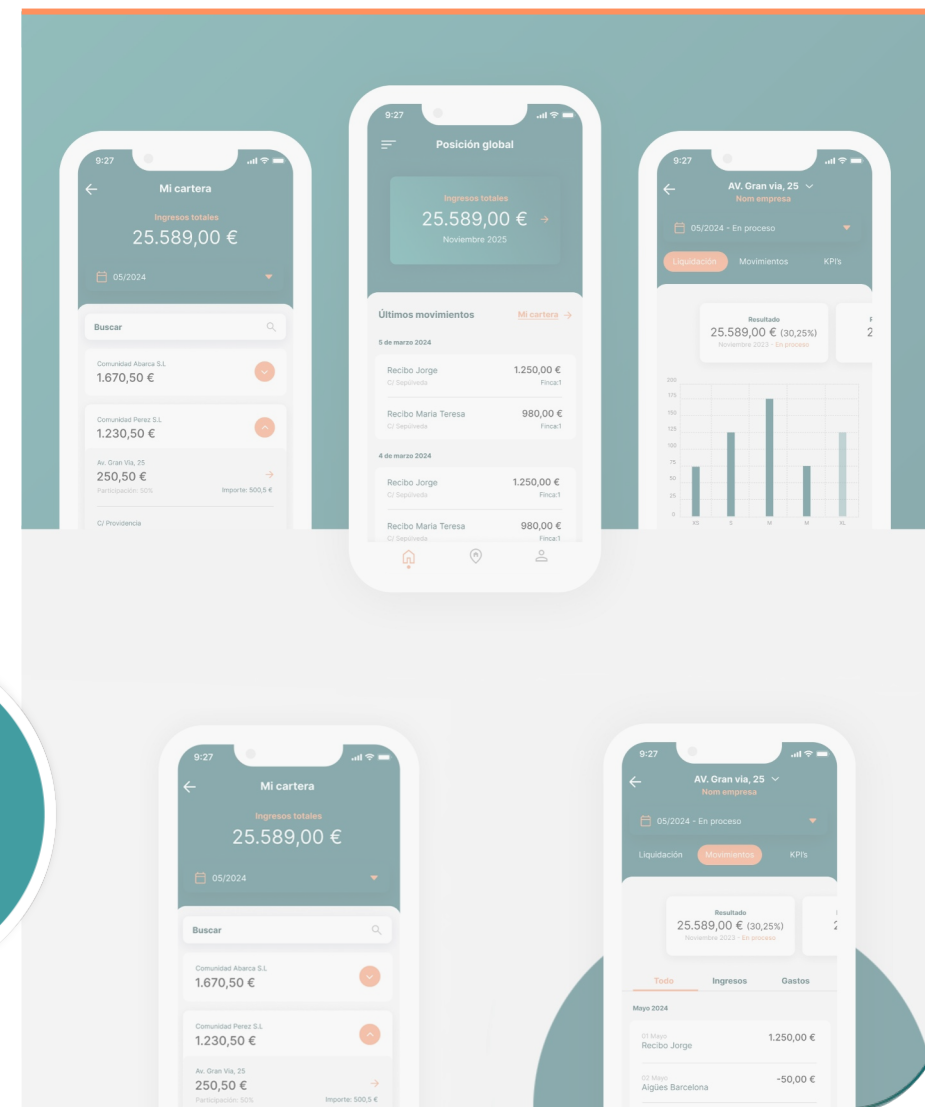 9:27
Mi cartera
Ingresos totales
25.589,00 €
05/2024
Buscar
Comunidad Abarca S.L
1.670,50 €
Comunidad Perez S.L
1.230,50 €
Av. Gran Via, 25
250,50 €
Participación: 50% Importe: 500,5 €
C/ Providencia
9:27
Posición global
Ingresos totales
25.589,00 €
Noviembre 2025
Últimos movimientos Mi cartera
5 de marzo 2024
Recibo Jorge 1.250,00 €
C/ Sepúlveda Finca:1
Recibo Maria Teresa 980,00 €
C/ Sepúlveda Finca:1
4 de marzo 2024
Recibo Jorge 1.250,00 €
C/ Sepúlveda Finca:1
Recibo Maria Teresa 980,00 €
C/ Sepúlveda Finca:1
9:27
AV. Gran via, 25
Nom empresa
05/2024 - En proceso
Liquidación Movimientos KPI's
Resultado
25.589,00 € (30,25%)
Noviembre 2023 - En proceso
200
175
150
125
100
75
50
25
0
XS S M M XL
9:27
Mi cartera
Ingresos totales
25.589,00 €
05/2024
Buscar
Comunidad Abarca S.L
1.670,50 €
Comunidad Perez S.L
1.230,50 €
Av. Gran Via, 25
250,50 €
Participación: 50% Importe: 500,5 €
9:27
AV. Gran via, 25
Nom empresa
05/2024 - En proceso
Liquidación Movimientos KPI's
Resultado
25.589,00 € (30,25%)
Noviembre 2023 - En proceso
Todo Ingresos Gastos
Mayo 2024
01 Mayo
Recibo Jorge 1.250,00 €
02 Mayo
Aigües Barcelona -50,00 €